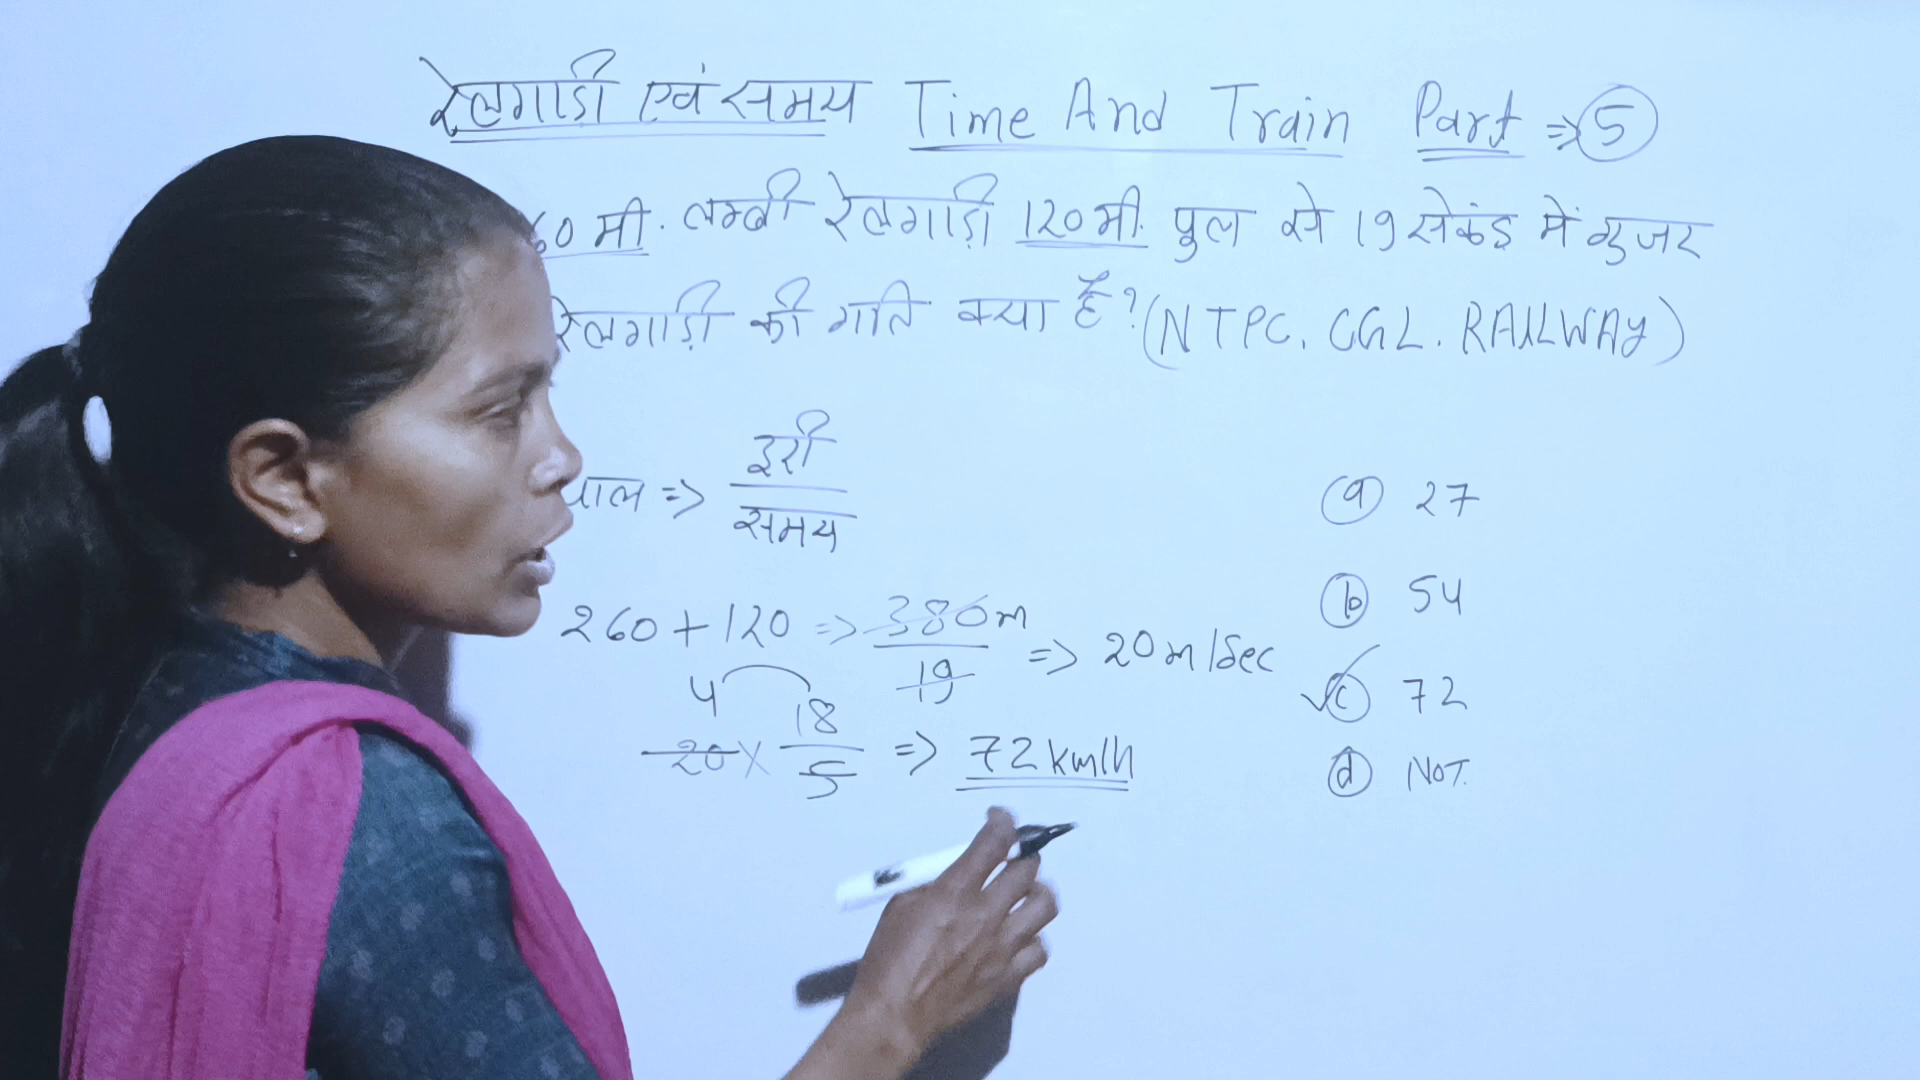 रेलगाडी एवं समय Time And Train Part ⇒ 5
60 मी. लम्बी रेलगाड़ी 120 मी. पुल से 19 सेकंड में गुजर
रेलगाड़ी की गति क्या है? (NTPC. CGL. RAILWAY)
चाल ⇒ दूरी / समय
260 + 120 ⇒ 380m / 19 ⇒ 20 m/sec
4
20 × 18 / 5 ⇒ 72 km/h
(a) 27
(b) 54
(c) 72
(d) NOT.